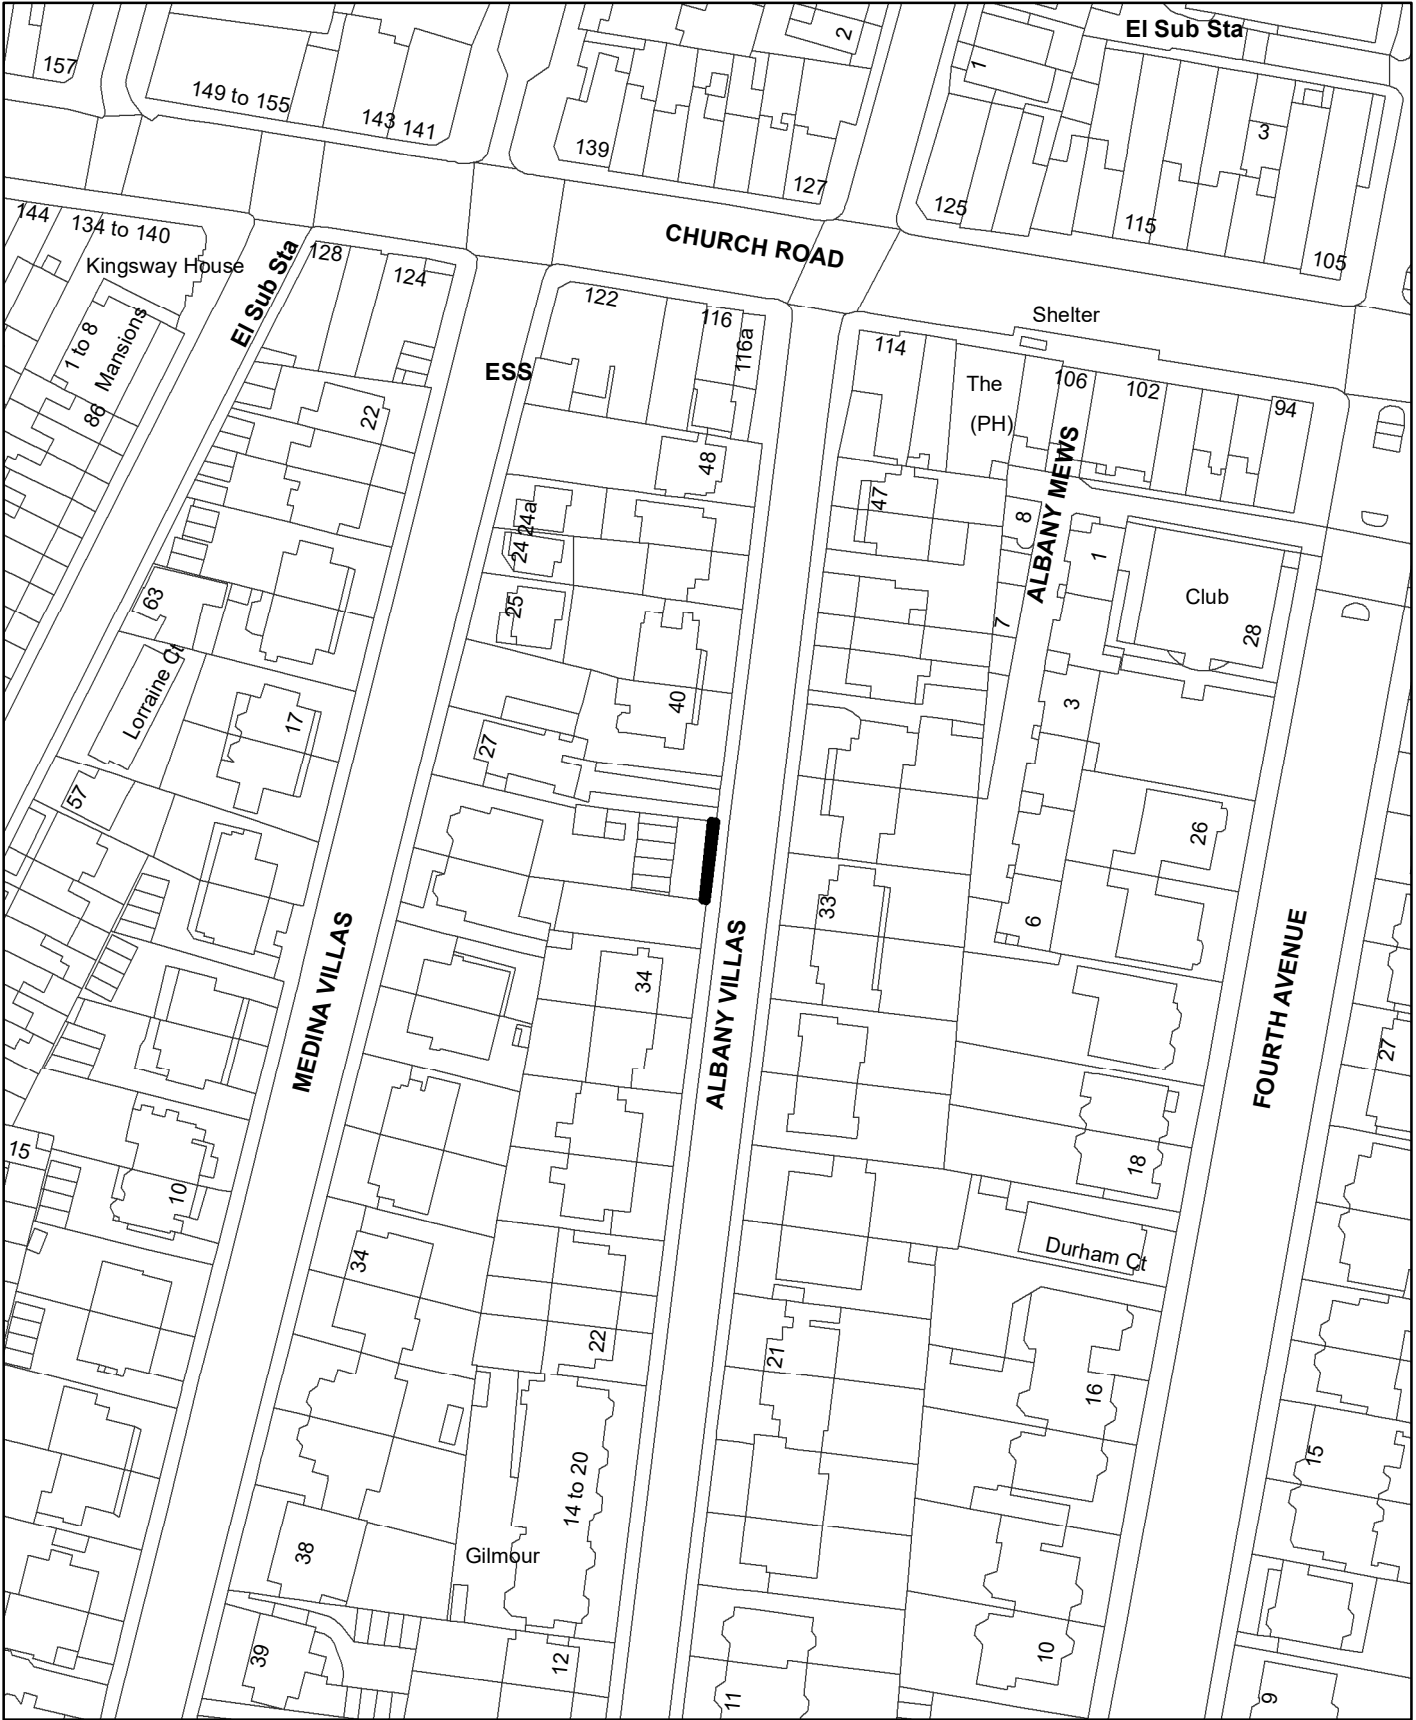 El Sub Sta
2
1
157
149 to 155
143 141
139
127
125
3
115
105
144
134 to 140
Kingsway House
El Sub Sta
128
124
CHURCH ROAD
122
116
116a
Shelter
114
The
(PH)
106
102
94
1 to 8
Mansions
86
22
ESS
48
47
ALBANY MEWS
8
1
Club
28
24a
24
25
63
Lorraine Ct
17
40
7
3
27
57
26
33
6
34
MEDINA VILLAS
ALBANY VILLAS
FOURTH AVENUE
27
15
10
18
Durham Ct
34
22
21
16
15
14 to 20
Gilmour
38
39
12
11
10
9